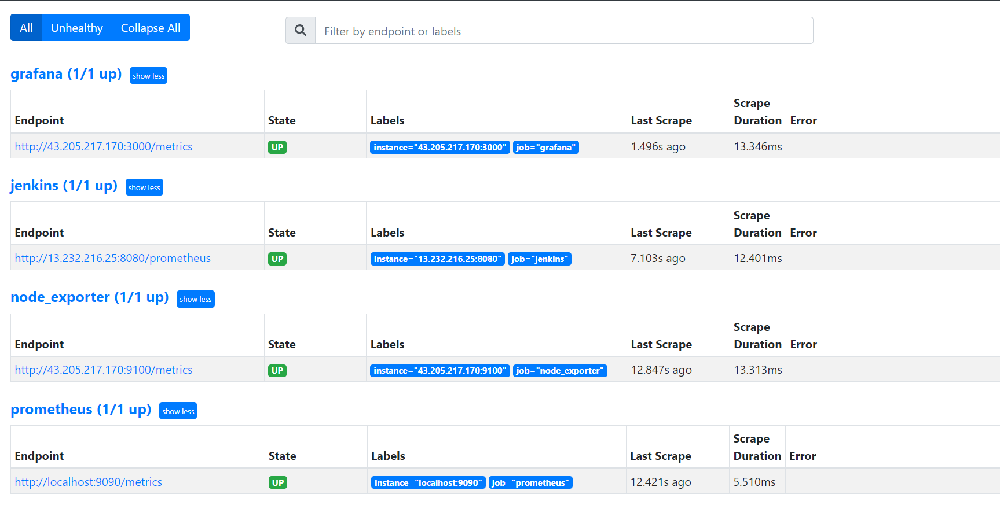 All Unhealthy Collapse All Filter by endpoint or labels
grafana (1/1 up) show less
Endpoint State Labels Last Scrape Scrape Duration Error
http://43.205.217.170:3000/metrics UP instance="43.205.217.170:3000" job="grafana" 1.496s ago 13.346ms
jenkins (1/1 up) show less
Endpoint State Labels Last Scrape Scrape Duration Error
http://13.232.216.25:8080/prometheus UP instance="13.232.216.25:8080" job="jenkins" 7.103s ago 12.401ms
node_exporter (1/1 up) show less
Endpoint State Labels Last Scrape Scrape Duration Error
http://43.205.217.170:9100/metrics UP instance="43.205.217.170:9100" job="node_exporter" 12.847s ago 13.313ms
prometheus (1/1 up) show less
Endpoint State Labels Last Scrape Scrape Duration Error
http://localhost:9090/metrics UP instance="localhost:9090" job="prometheus" 12.421s ago 5.510ms